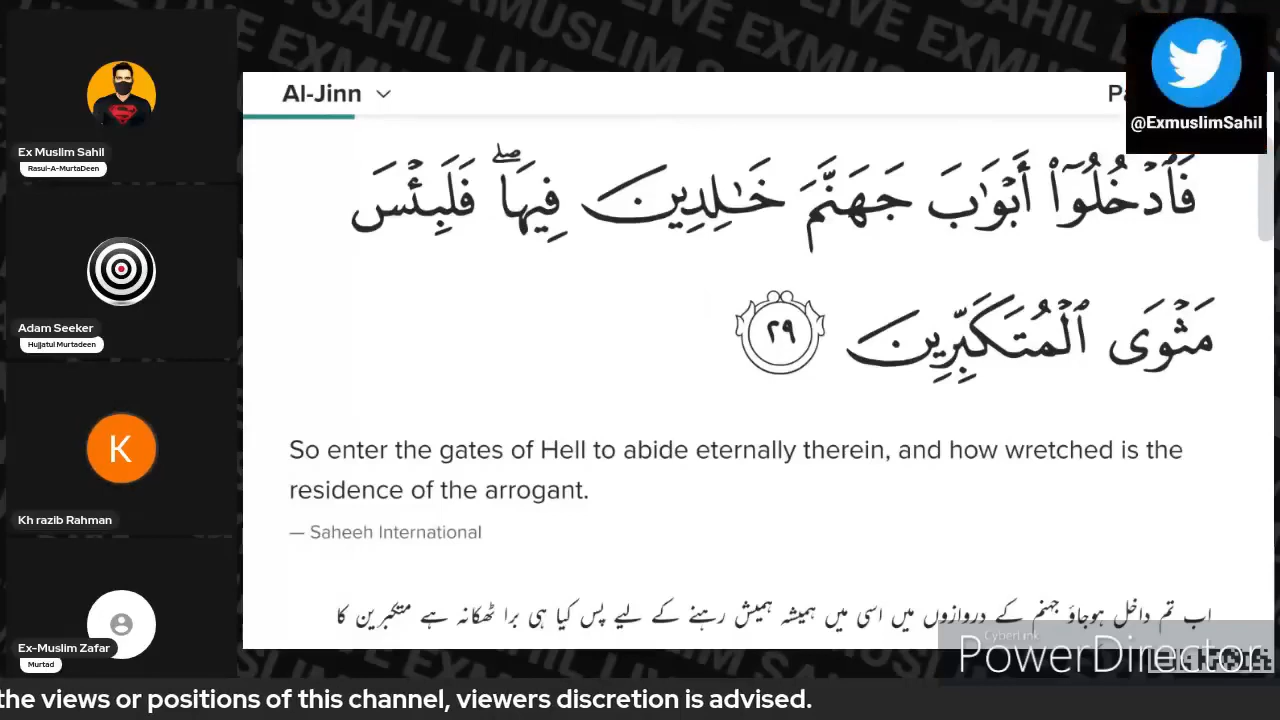 Ex Muslim Sahil
Rasul-A-MurtaDeen
Adam Seeker
Hujjatul Murtadeen
K
Kh razib Rahman
Ex-Muslim Zafar
Murtad
Al-Jinn
@ExmuslimSahil
فَٱدۡخُلُوٓاْ أَبۡوَٰبَ جَهَنَّمَ خَٰلِدِينَ فِيهَاۖ فَلَبِئۡسَ
مَثۡوَى ٱلۡمُتَكَبِّرِينَ ٢٩
So enter the gates of Hell to abide eternally therein, and how wretched is the
residence of the arrogant.
— Saheeh International
اب تم داخل ہوجاؤ جہنم کے دروازوں میں اسی میں ہمیشہ ہمیش رہنے کے لیے پس کیا ہی برا ٹھکانہ ہے متکبرین کا
CyberLink
PowerDirector
the views or positions of this channel, viewers discretion is advised.